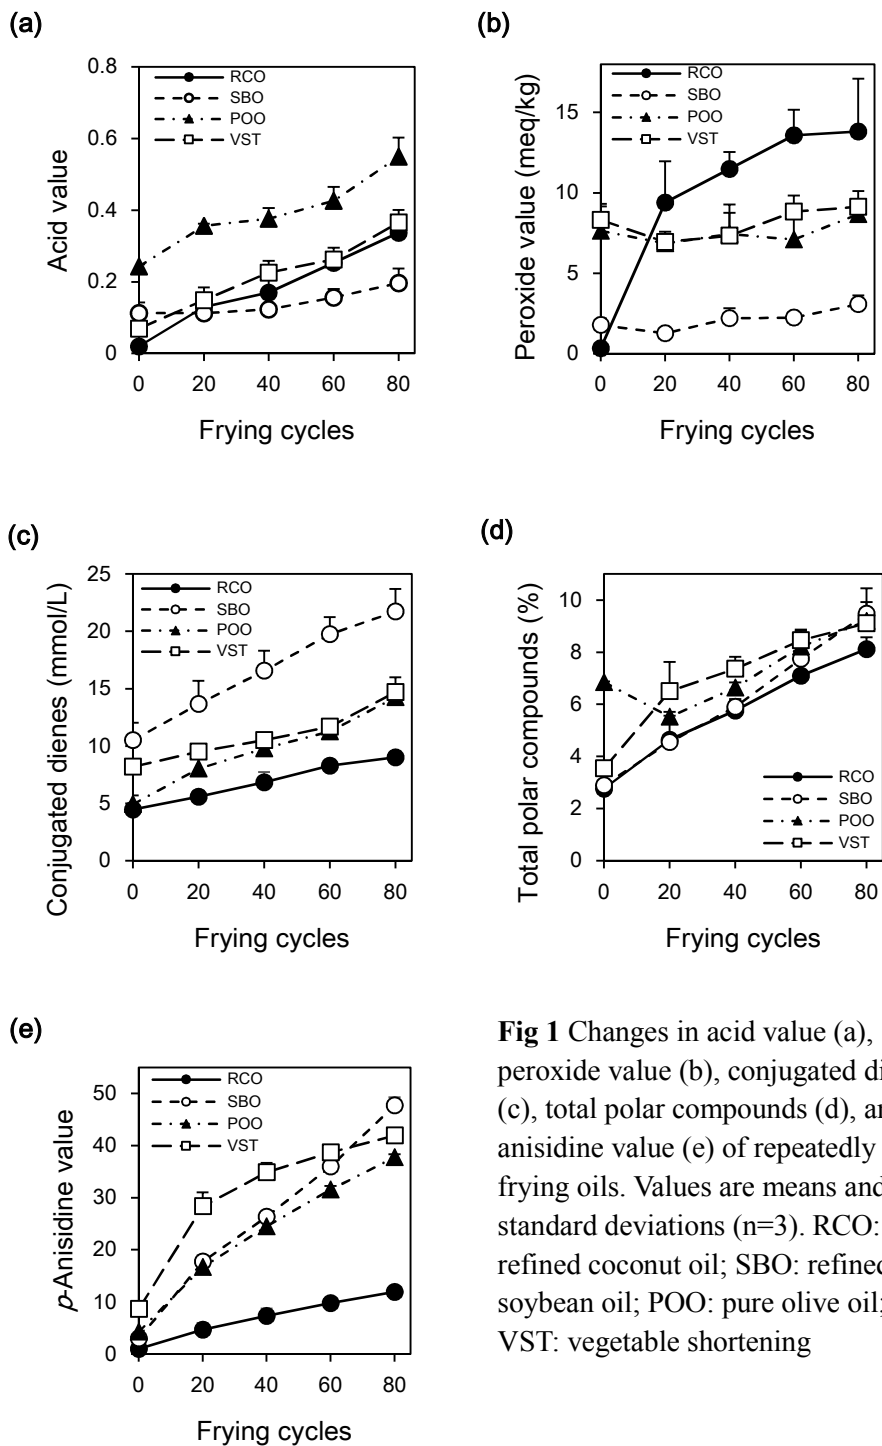 (a)
0.8
0.6
0.4
0.2
0
Acid value
RCO
SBO
POO
VST
0 20 40 60 80
Frying cycles
(b)
15
10
5
0
Peroxide value (meq/kg)
RCO
SBO
POO
VST
0 20 40 60 80
Frying cycles
(c)
25
20
15
10
5
0
Conjugated dienes (mmol/L)
RCO
SBO
POO
VST
0 20 40 60 80
Frying cycles
(d)
10
8
6
4
2
0
Total polar compounds (%)
RCO
SBO
POO
VST
0 20 40 60 80
Frying cycles
(e)
50
40
30
20
10
0
p-Anisidine value
RCO
SBO
POO
VST
0 20 40 60 80
Frying cycles
Fig 1 Changes in acid value (a),
peroxide value (b), conjugated di
(c), total polar compounds (d), a
anisidine value (e) of repeatedly
frying oils. Values are means and
standard deviations (n=3). RCO:
refined coconut oil; SBO: refined
soybean oil; POO: pure olive oil;
VST: vegetable shortening